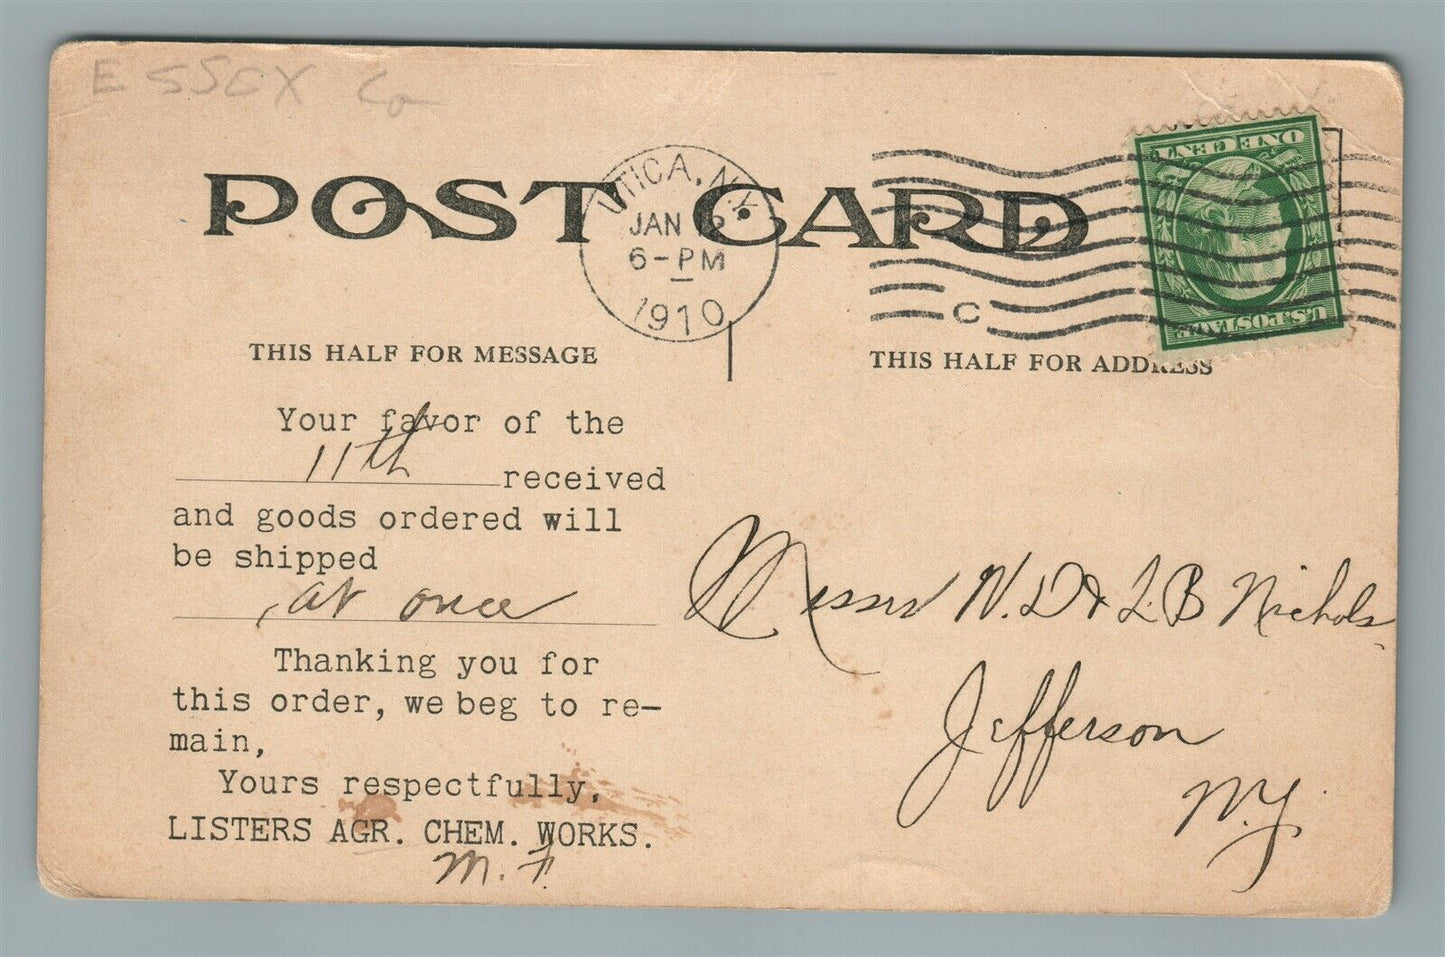 ESSEX Co
POST CARD
UTICA, N.Y.
JAN
6-PM
1910
C
ONE CENT
U.S. POSTAGE
THIS HALF FOR MESSAGE
THIS HALF FOR ADDRESS
Your favor of the
11th received
and goods ordered will
be shipped
at once
Thanking you for
this order, we beg to re-
main,
Yours respectfully,
LISTERS AGR. CHEM. WORKS.
M. F.
Messrs N. D & L. B Nichols
Jefferson
N.Y.